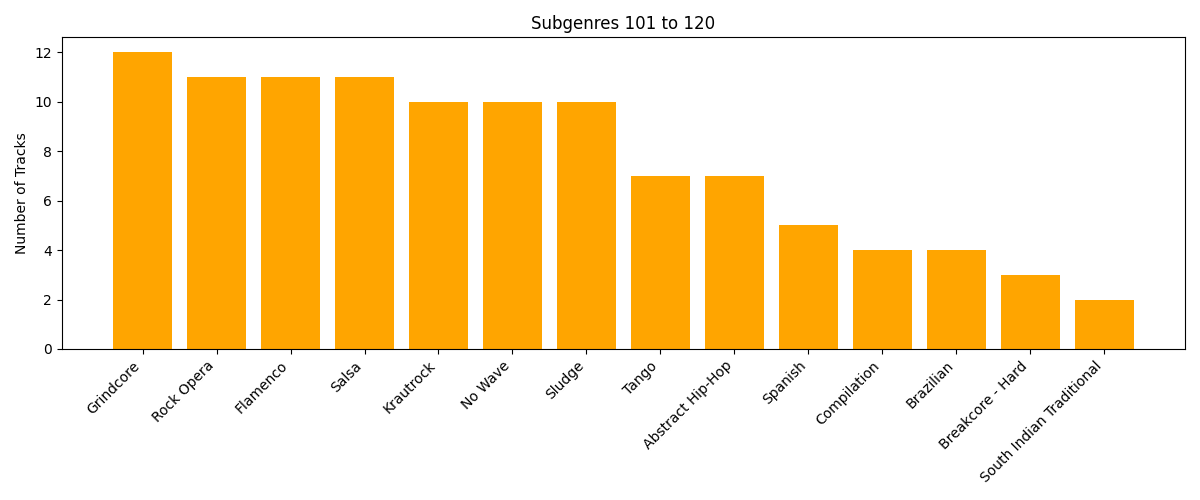 Subgenres 101 to 120
Number of Tracks
12
10
8
6
4
2
0
Grindcore
Rock Opera
Flamenco
Salsa
Krautrock
No Wave
Sludge
Tango
Abstract Hip-Hop
Spanish
Compilation
Brazilian
Breakcore - Hard
South Indian Traditional